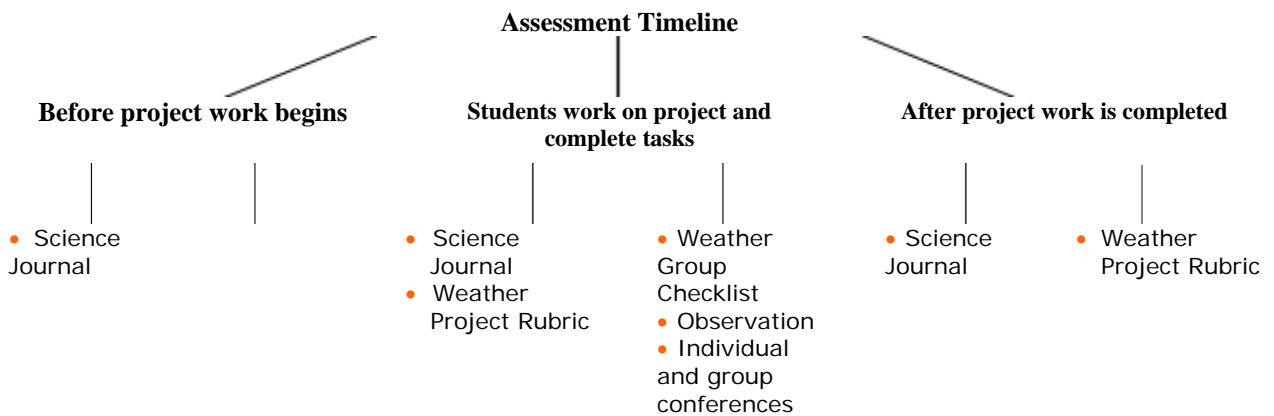 Assessment Timeline
Before project work begins
Students work on project and
complete tasks
After project work is completed
• Science
Journal
• Science
Journal
• Weather
Project Rubric
• Weather
Group
Checklist
• Observation
• Individual
and group
conferences
• Science
Journal
• Weather
Project Rubric